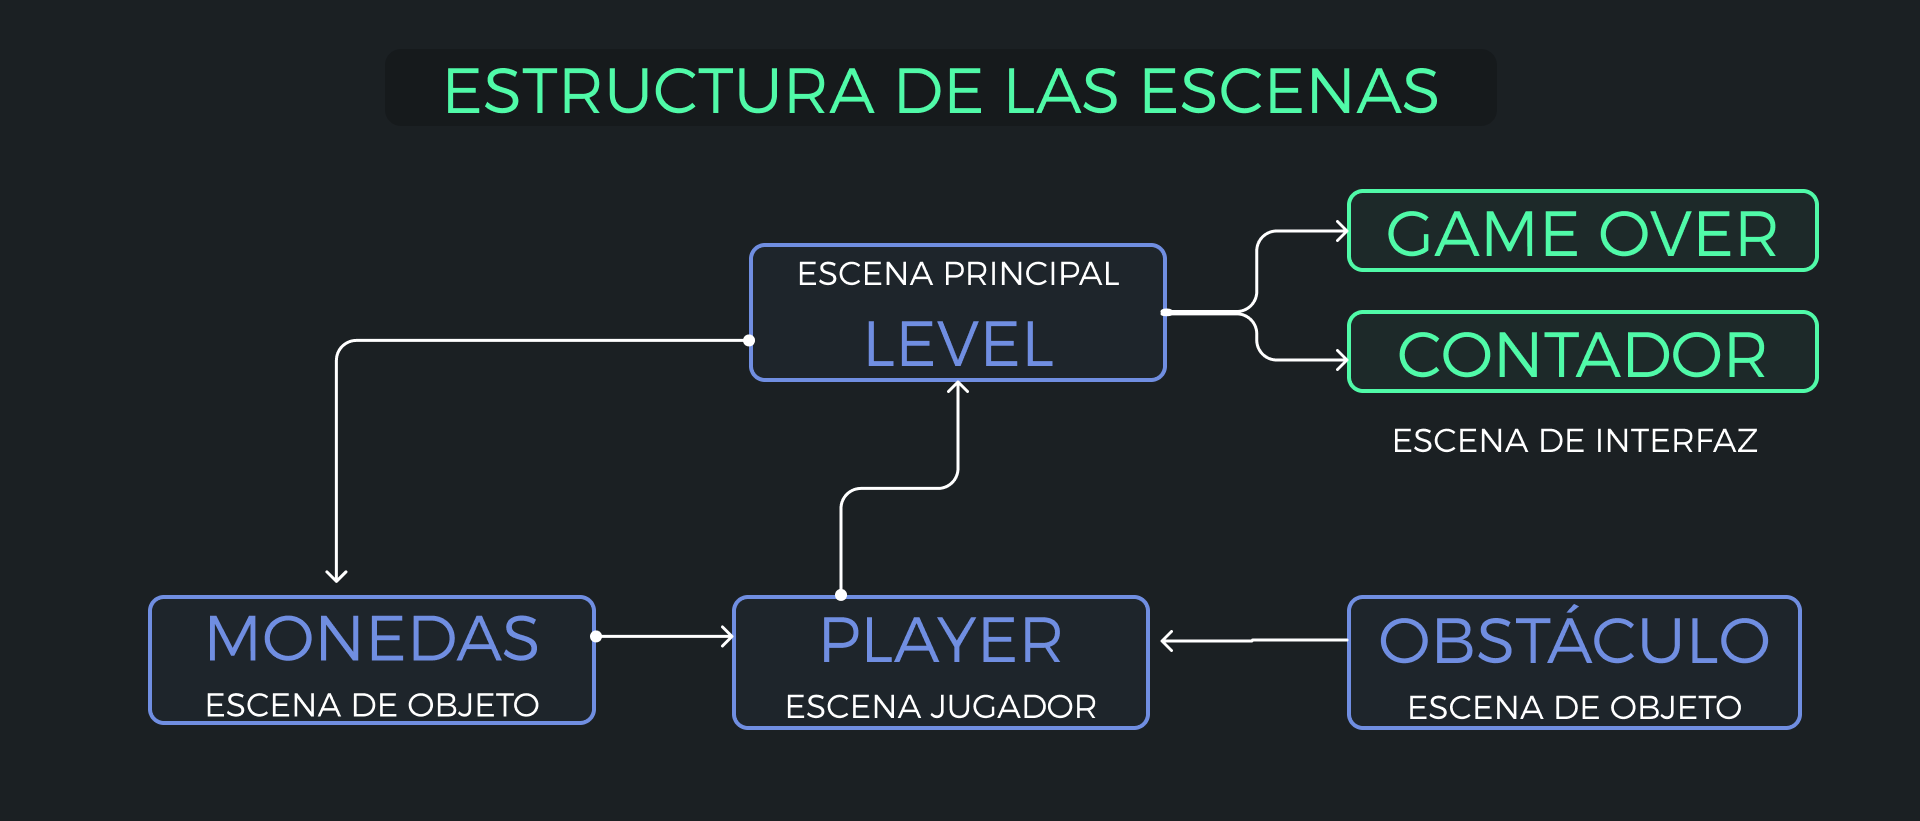 ESTRUCTURA DE LAS ESCENAS
ESCENA PRINCIPAL
LEVEL
GAME OVER
CONTADOR
ESCENA DE INTERFAZ
MONEDAS
ESCENA DE OBJETO
PLAYER
ESCENA JUGADOR
OBSTÁCULO
ESCENA DE OBJETO